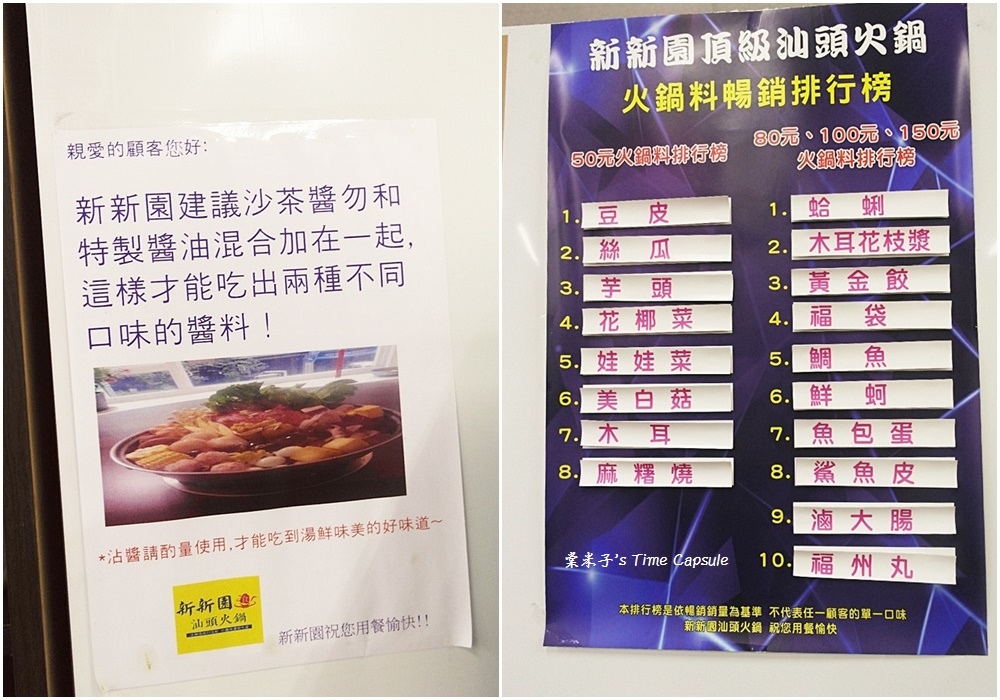 親愛的顧客您好:
新新園建議沙茶醬勿和
特製醬油混合加在一起,
這樣才能吃出兩種不同
口味的醬料！
*沾醬請酌量使用,才能吃到湯鮮味美的好味道~
新新園
汕頭火鍋
新新園祝您用餐愉快!!
新新園頂級汕頭火鍋
火鍋料暢銷排行榜
50元火鍋料排行榜
1. 豆皮
2. 絲瓜
3. 芋頭
4. 花椰菜
5. 娃娃菜
6. 美白菇
7. 木耳
8. 麻糬燒
80元、100元、150元
火鍋料排行榜
1. 蛤蜊
2. 木耳花枝漿
3. 黃金餃
4. 福袋
5. 鯛魚
6. 鮮蚵
7. 魚包蛋
8. 鯊魚皮
9. 滷大腸
10. 福州丸
粟米子's Time Capsule
本排行榜是依暢銷銷量為基準 不代表任一顧客的單一口味
新新園汕頭火鍋 祝您用餐愉快